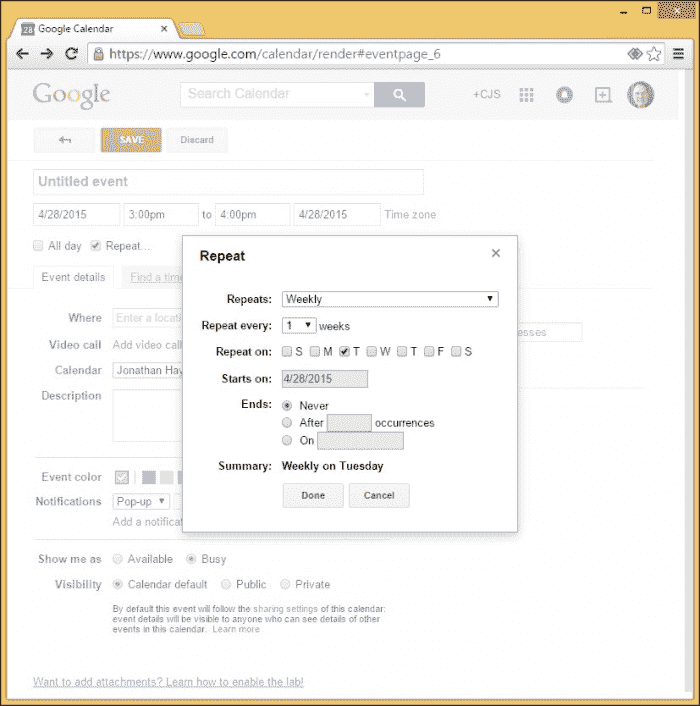 28 Google Calendar
https://www.google.com/calendar/render#eventpage_6
Google
Search Calendar
+CJS
SAVE
Discard
Untitled event
4/28/2015 3:00pm to 4:00pm 4/28/2015 Time zone
All day Repeat...
Event details Find a time
Repeat
Repeats: Weekly
Repeat every: 1 weeks
Repeat on: S M T W T F S
Starts on: 4/28/2015
Ends: Never
After occurrences
On
Summary: Weekly on Tuesday
Done Cancel
Where Enter a locati
Video call Add video call
Calendar Jonathan Hay
Description
Event color
Notifications Pop-up
Add a notificat
Show me as Available Busy
Visibility Calendar default Public Private
By default this event will follow the sharing settings of this calendar:
event details will be visible to anyone who can see details of other
events in this calendar. Learn more
Want to add attachments? Learn how to enable the lab!